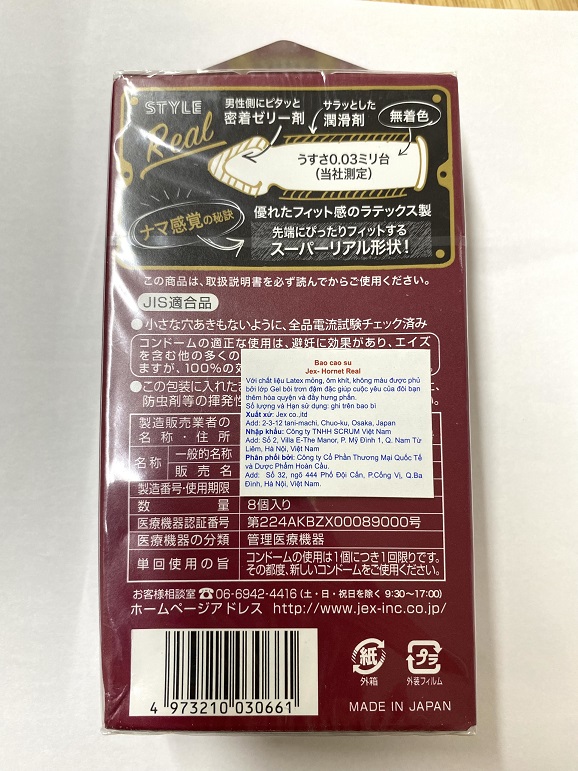 STYLE
Real
男性側にピタッと
密着ゼリー剤
サラッとした
潤滑剤
無着色
うすさ0.03ミリ台
(当社測定)
ナマ感覚の秘訣
優れたフィット感のラテックス製
先端にぴったりフィットする
スーパーリアル形状!
この商品は、取扱説明書を必ず読んでからご使用ください。
JIS適合品
●小さな穴あきもないように、全品電流試験チェック済み
コンドームの適正な使用は、避妊に効果があり、エイズ
を含む他の多くの
ますが、100%の効
●この包装に入れた
防虫剤等の揮発性
Bao cao su
Jex- Hornet Real
Với chất liệu Latex mỏng, ôm khít, không màu được phủ
bởi lớp Gel bôi trơn đậm đặc giúp cuộc yêu của đôi bạn
thêm hòa quyện và đầy hưng phấn.
Số lượng và Hạn sử dụng: ghi trên bao bì
Xuất xứ: Jex co.,ltd
Add: 2-3-12 tani-machi, Chuo-ku, Osaka, Japan
Nhập khẩu: Công ty TNHH SCRUM Việt Nam
Add: Số 2, Villa E-The Manor, P. Mỹ Đình 1, Q. Nam Từ
Liêm, Hà Nội, Việt Nam
Phân phối bởi: Công Cổ Phần Thương Mại Quốc Tế
và Dược Phẩm Hoàn Cầu.
Add: Số 32, ngõ 444 Phố Đội Cấn, P.Cống Vị, Q.Ba
Đình, Hà Nội, Việt Nam.
製造販売業者の
名称・住所
名称 一般的名称
販売名
製造番号・使用期限
数量 8個入り
医療機器認証番号 第224AKBZX00089000号
医療機器の分類 管理医療機器
単回使用の旨 コンドームの使用は1個につき1回限りです。
その都度、新しいコンドームをご使用ください。
お客様相談室☎06-6942-4416(土・日・祝日を除く 9:30~17:00)
ホームページアドレス http://www.jex-inc.co.jp/
4 973210 030661
紙
外箱
プラ
外装フィルム
MADE IN JAPAN